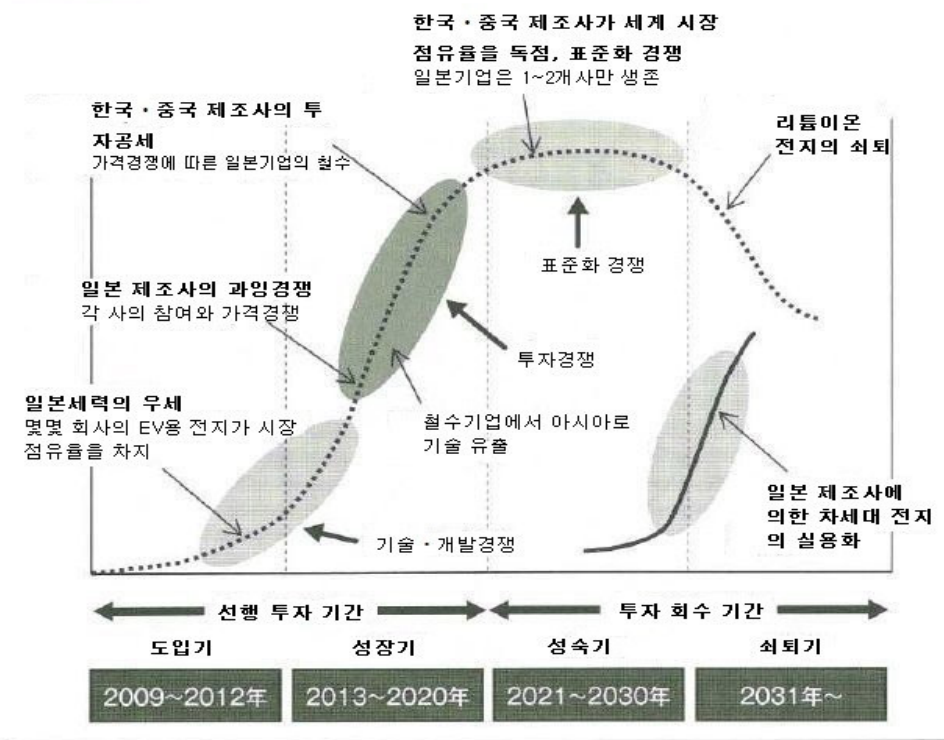 한국·중국 제조사가 세계 시장
점유율을 독점, 표준화 경쟁
일본기업은 1~2개사만 생존
한국·중국 제조사의 투
자공세
가격경쟁에 따른 일본기업의 철수
리튬이온
전지의 쇠퇴
표준화 경쟁
일본 제조사의 과잉경쟁
각 사의 참여와 가격경쟁
투자경쟁
일본세력의 우세
몇몇 회사의 EV용 전지가 시장
점유율을 차지
철수기업에서 아시아로
기술 유출
일본 제조사에
의한 차세대 전지
의 실용화
기술·개발경쟁
선행 투자 기간
투자 회수 기간
도입기
성장기
성숙기
쇠퇴기
2009~2012年
2013~2020年
2021~2030年
2031年~